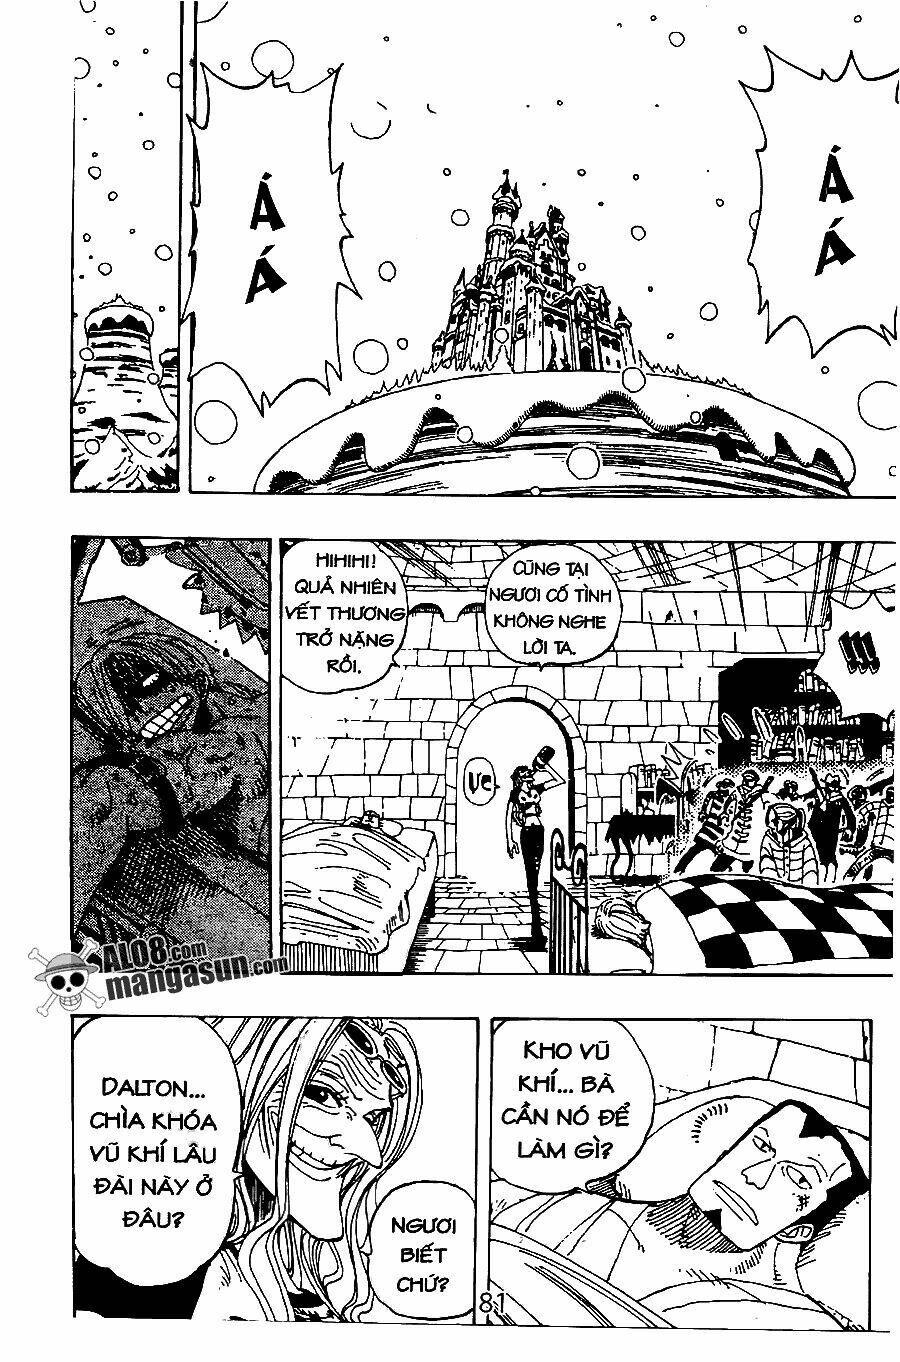 Á
Á
Á
Á
HIHIHI!
QUẢ NHIÊN
VẾT THƯƠNG
TRỞ NẶNG
RỒI.
CŨNG TẠI
NGƯƠI CỐ TÌNH
KHÔNG NGHE
LỜI TA.
!!!
ALO8.com
mangasun.com
DALTON...
CHÌA KHÓA
VŨ KHÍ LÂU
ĐÀI NÀY Ở
ĐÂU?
NGƯƠI
BIẾT
CHỨ?
KHO VŨ
KHÍ... BÀ
CẦN NÓ ĐỂ
LÀM GÌ?
81